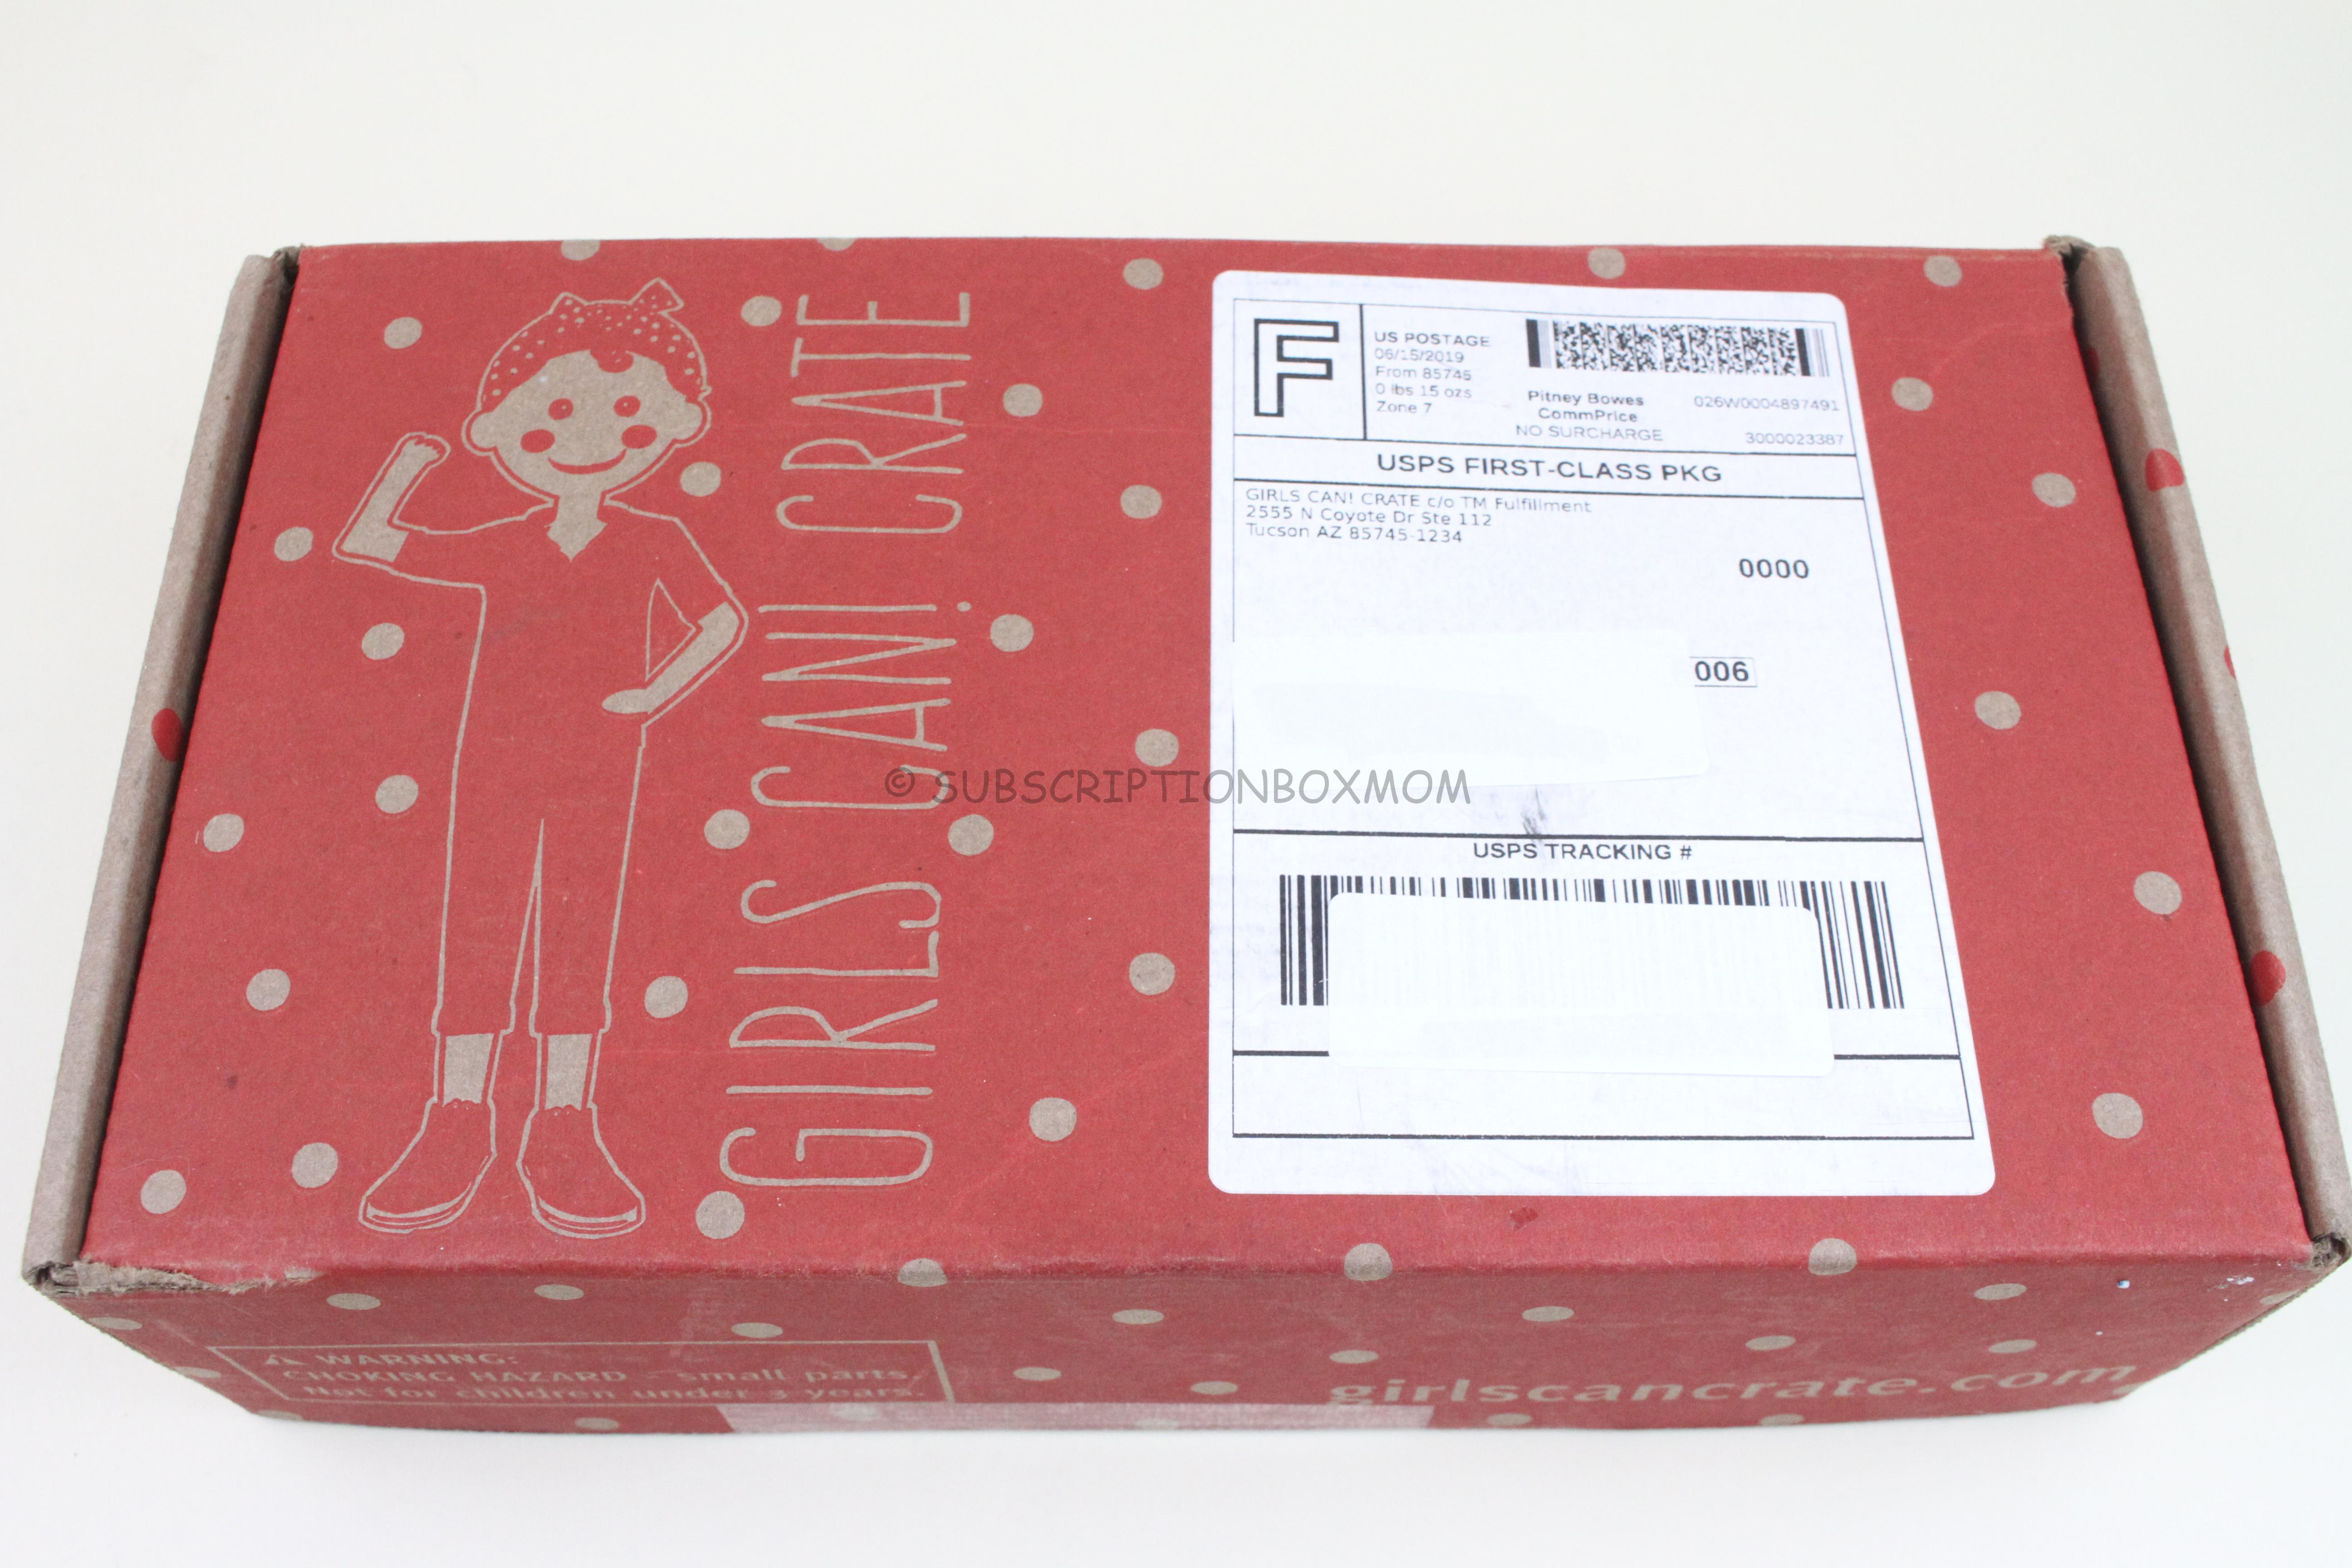 GIRLS CAN! CRATE
F
US POSTAGE
06/15/2019
From 85745
0 lbs 15 ozs
Zone 7
Pitney Bowes
CommPrice
NO SURCHARGE
026W0004897491
3000023387
USPS FIRST-CLASS PKG
GIRLS CAN! CRATE c/o TM Fulfillment
2555 N Coyote Dr Ste 112
Tucson AZ 85745-1234
0000
006
© SUBSCRIPTIONBOXMOM
USPS TRACKING #
WARNING:
CHOKING HAZARD - small parts.
Not for children under 3 years.
girlscancrate.com